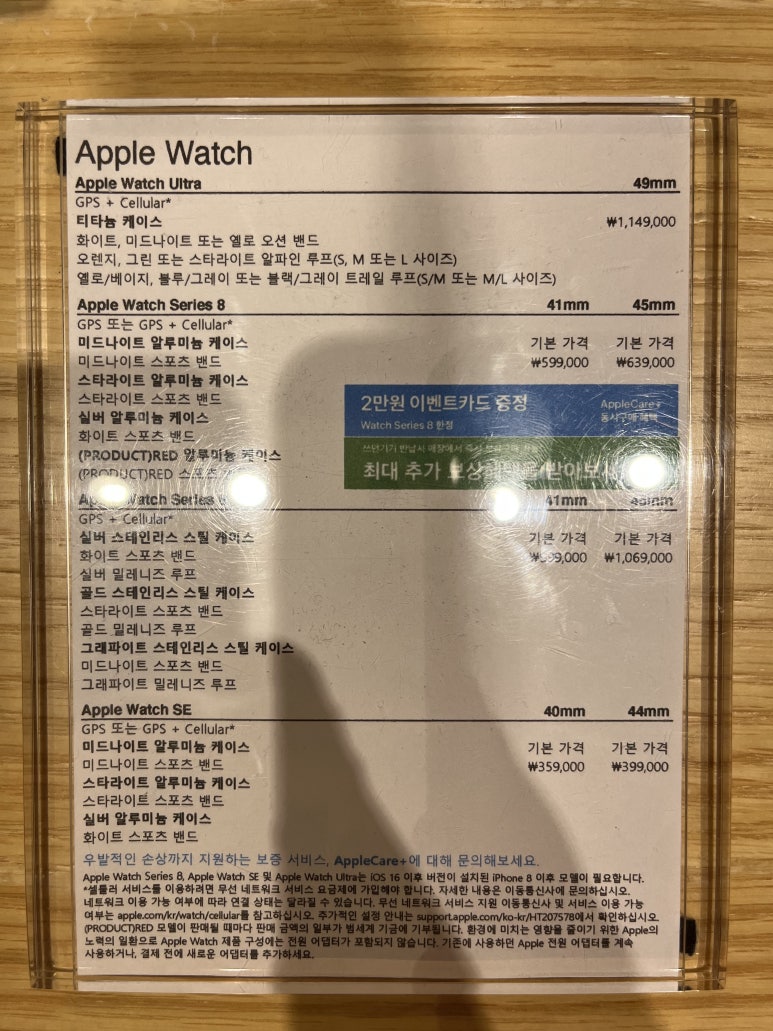 Apple Watch
Apple Watch Ultra 49mm
GPS + Cellular*
티타늄 케이스 ₩1,149,000
화이트, 미드나이트 또는 옐로 오션 밴드
오렌지, 그린 또는 스타라이트 알파인 루프(S, M 또는 L 사이즈)
옐로/베이지, 블루/그레이 또는 블랙/그레이 트레일 루프(S/M 또는 M/L 사이즈)
Apple Watch Series 8 41mm 45mm
GPS 또는 GPS + Cellular*
미드나이트 알루미늄 케이스 기본 가격 기본 가격
미드나이트 스포츠 밴드 ₩599,000 ₩639,000
스타라이트 알루미늄 케이스
스타라이트 스포츠 밴드
실버 알루미늄 케이스
화이트 스포츠 밴드
(PRODUCT)RED 알루미늄 케이스
(PRODUCT)RED 스포츠
2만원 이벤트카드 증정
Watch Series 8 한정
AppleCare+
동시구매 혜택
쓰던기기 반납시 매장에서 즉시
최대 추가 보상
Watch Series 41mm 45mm
GPS + Cellular*
실버 스테인리스 스틸 케이스 기본 가격 기본 가격
화이트 스포츠 밴드 ₩1,069,000
실버 밀레니즈 루프
골드 스테인리스 스틸 케이스
스타라이트 스포츠 밴드
골드 밀레니즈 루프
그래파이트 스테인리스 스틸 케이스
미드나이트 스포츠 밴드
그래파이트 밀레니즈 루프
Apple Watch SE 40mm 44mm
GPS 또는 GPS + Cellular*
미드나이트 알루미늄 케이스 기본 가격 기본 가격
미드나이트 스포츠 밴드 ₩359,000 ₩399,000
스타라이트 알루미늄 케이스
스타라이트 스포츠 밴드
실버 알루미늄 케이스
화이트 스포츠 밴드
우발적인 손상까지 지원하는 보증 서비스, AppleCare+에 대해 문의해보세요.
Apple Watch Series 8, Apple Watch SE 및 Apple Watch Ultra는 iOS 16 이후 버전이 설치된 iPhone 8 이후 모델이 필요합니다.
*셀룰러 서비스를 이용하려면 무선 네트워크 서비스 요금제에 가입해야 합니다. 자세한 내용은 이동통신사에 문의하십시오.
네트워크 이용 가능 여부에 따라 연결 상태는 달라질 수 있습니다. 무선 네트워크 서비스 지원 이동통신사 및 서비스 이용 가능
여부는 apple.com/kr/watch/cellular를 참고하십시오. 추가적인 설정 안내는 support.apple.com/ko-kr/HT207578에서 확인하십시오.
(PRODUCT)RED 모델이 판매될 때마다 판매 금액의 일부가 범세계 기금에 기부됩니다. 환경에 미치는 영향을 줄이기 위한 Apple의
노력의 일환으로 Apple Watch 제품 구성에는 전원 어댑터가 포함되지 않습니다. 기존에 사용하던 Apple 전원 어댑터를 계속
사용하거나, 결제 전에 새로운 어댑터를 추가하세요.